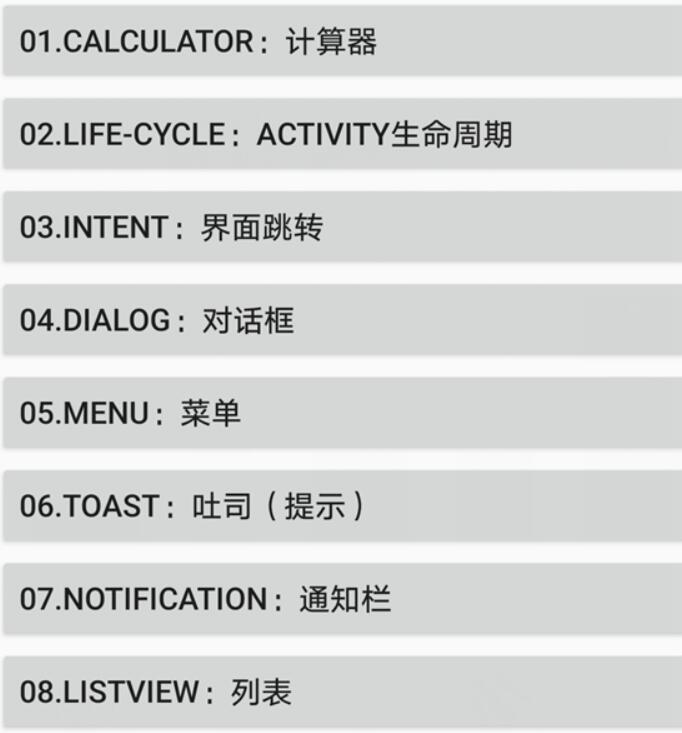 01.CALCULATOR：计算器
02.LIFE-CYCLE：ACTIVITY生命周期
03.INTENT：界面跳转
04.DIALOG：对话框
05.MENU：菜单
06.TOAST：吐司（提示）
07.NOTIFICATION：通知栏
08.LISTVIEW：列表